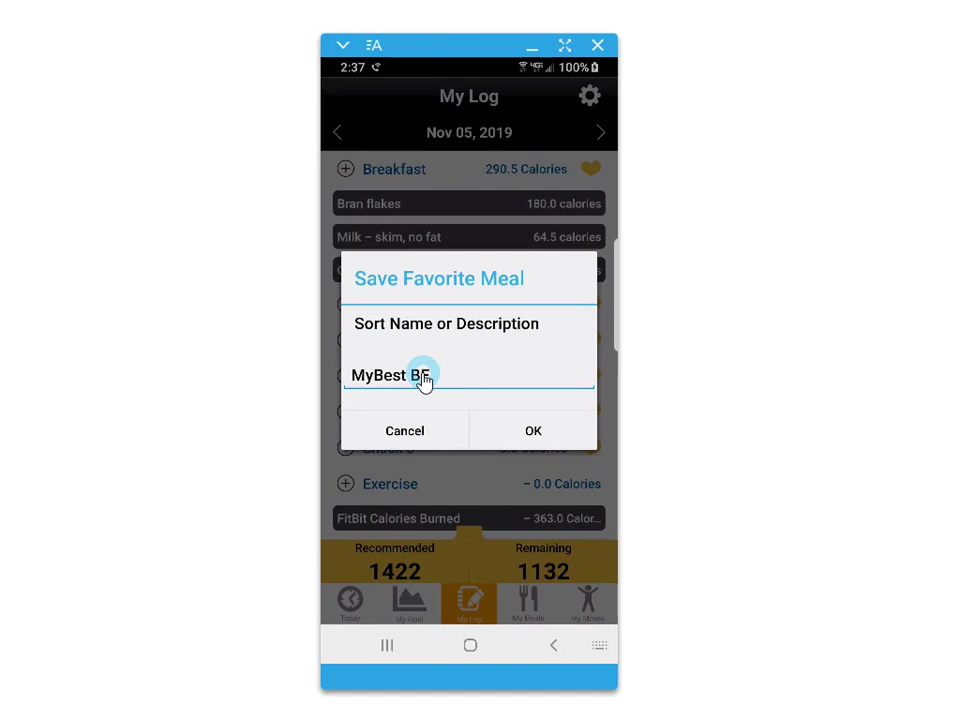 2:37 100%
My Log
Nov 05, 2019
Breakfast 290.5 Calories
Bran flakes 180.0 calories
Milk – skim, no fat 64.5 calories
Save Favorite Meal
Sort Name or Description
MyBest BF
Cancel OK
Exercise – 0.0 Calories
FitBit Calories Burned – 363.0 Calor...
Recommended Remaining
1422 1132
Today My Goal My Log My Meals My Moves